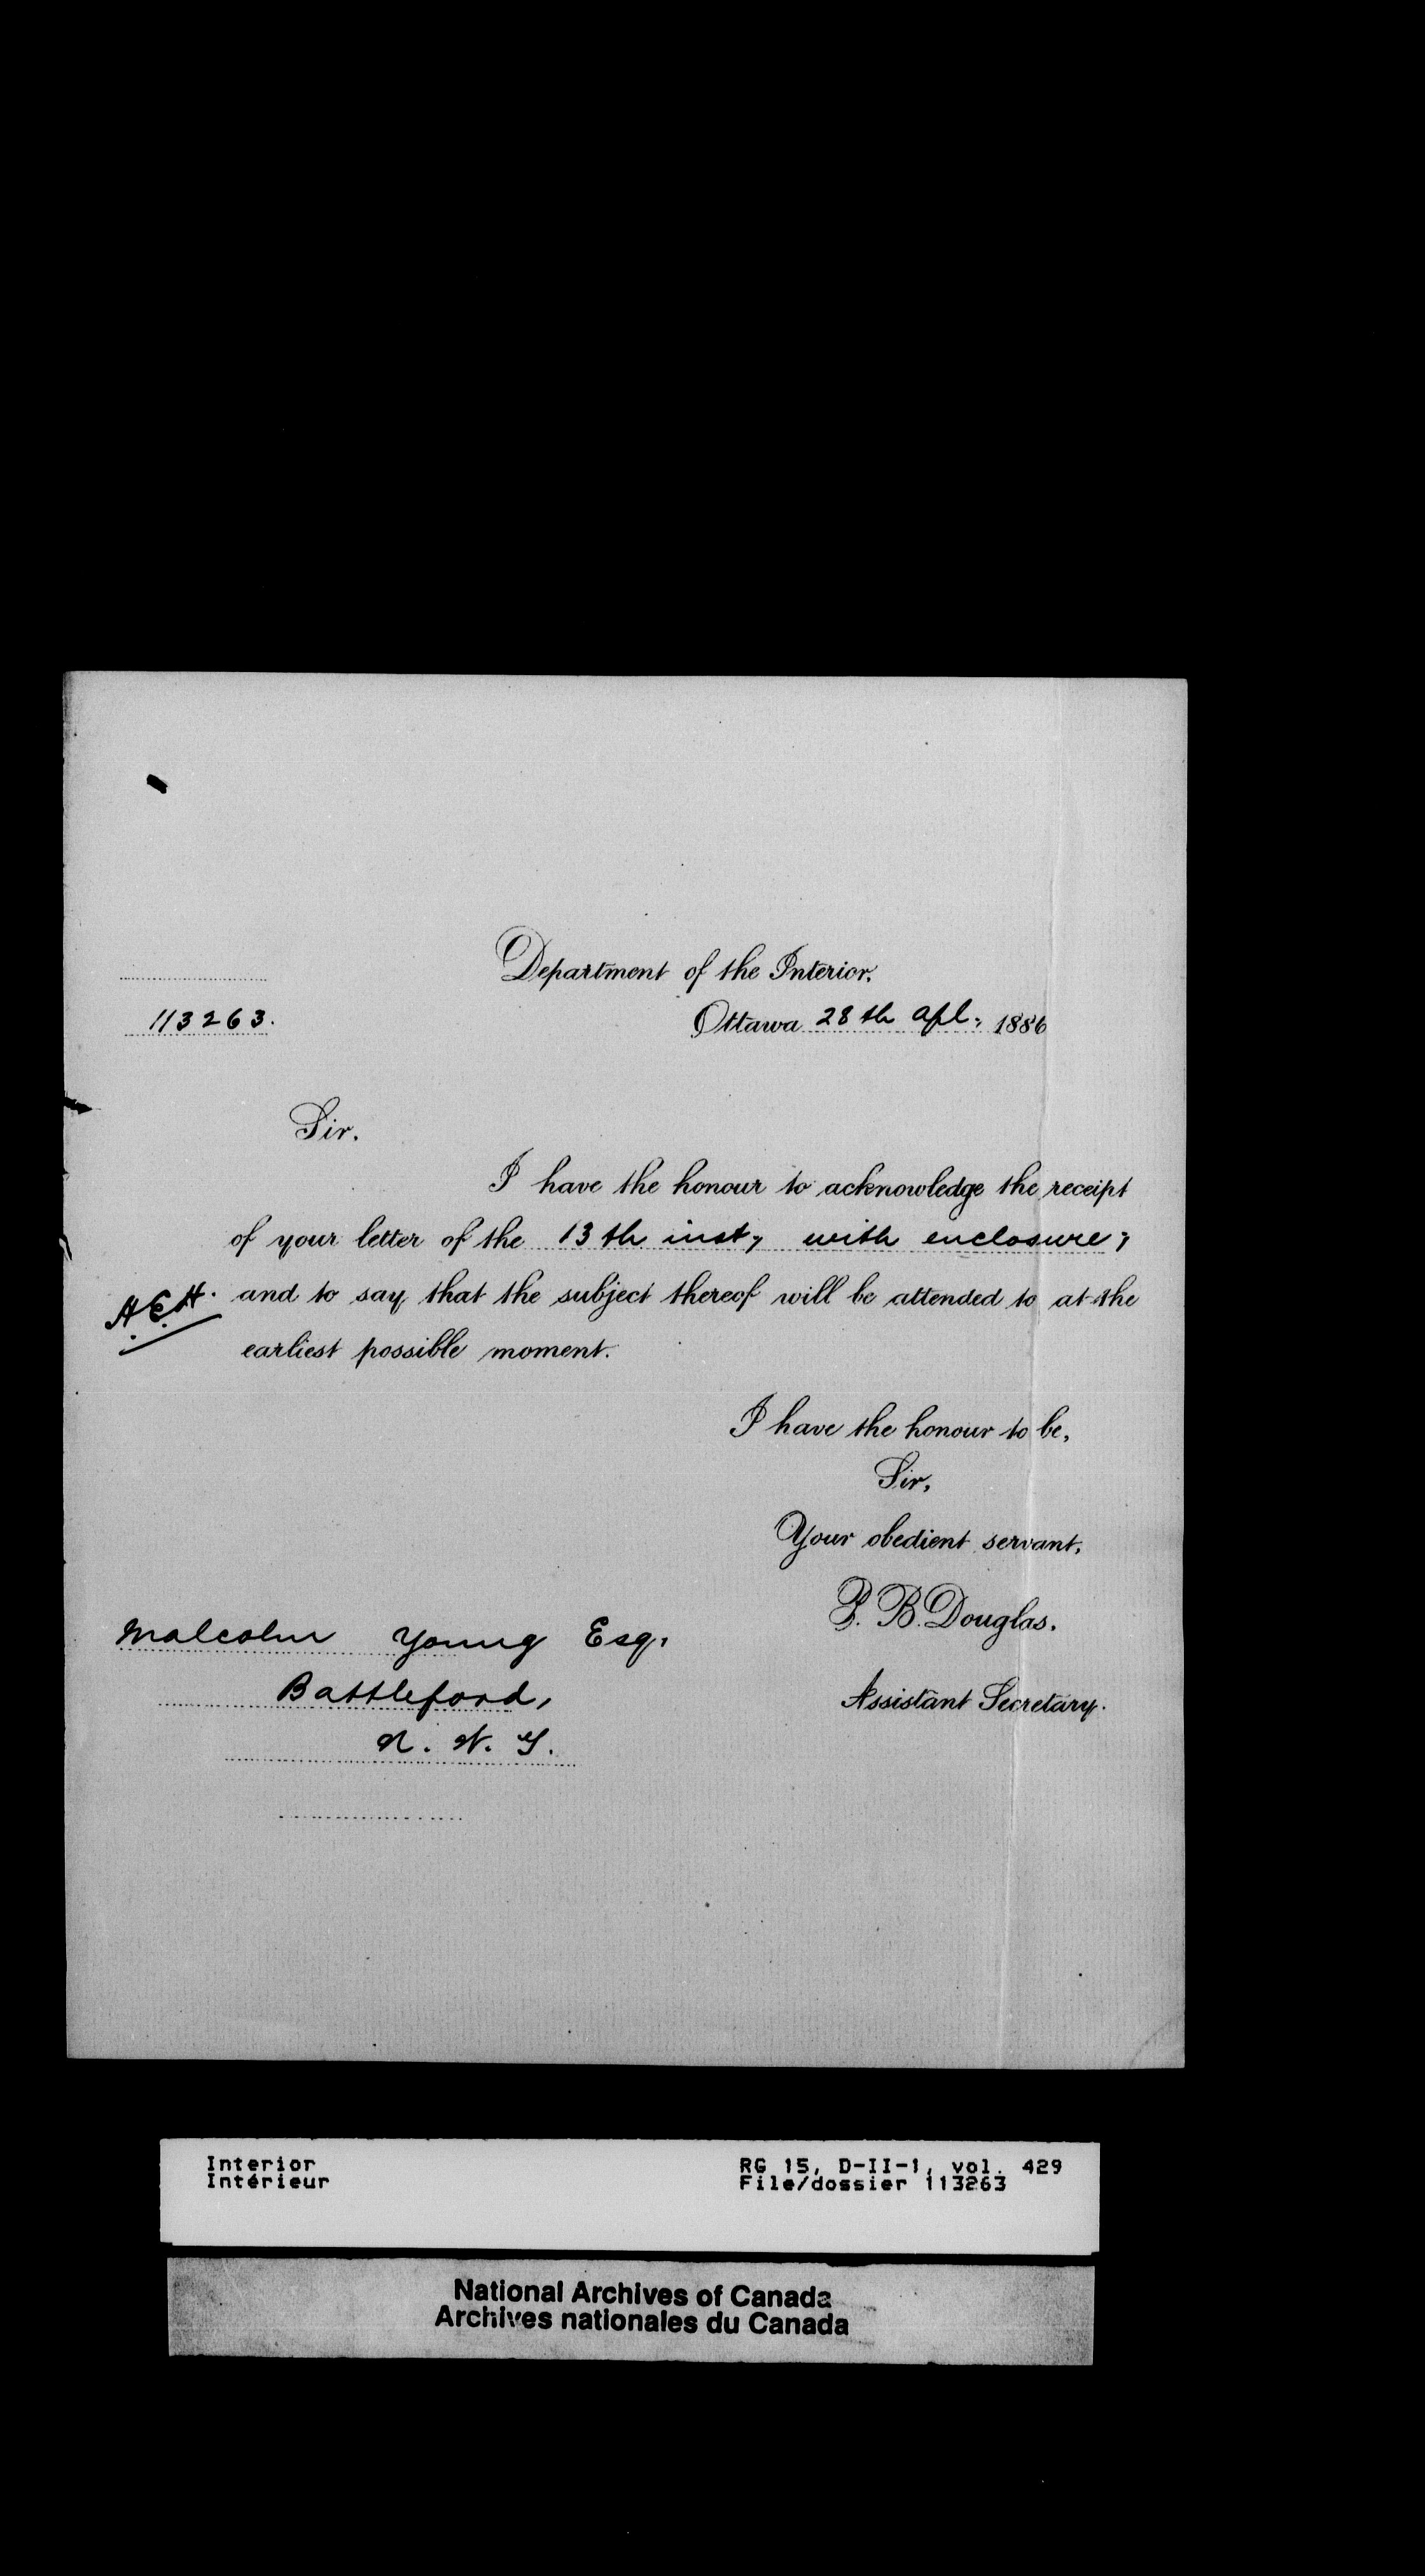 Department of the Interior,
113263.
Ottawa 28th Apl. 1886
Sir.
I have the honour to acknowledge the receipt
of your letter of the 13th inst, with enclosure,
and to say that the subject thereof will be attended to at the
A.E.H.
earliest possible moment.
I have the honour to be,
Sir,
Your obedient servant,
P. B. Douglas.
Assistant Secretary.
Malcolm Young Esq.
Battleford,
N. W. T.
Interior
Intérieur
RG 15, D-II-1, vol. 429
File/dossier 113263
National Archives of Canada
Archives nationales du Canada